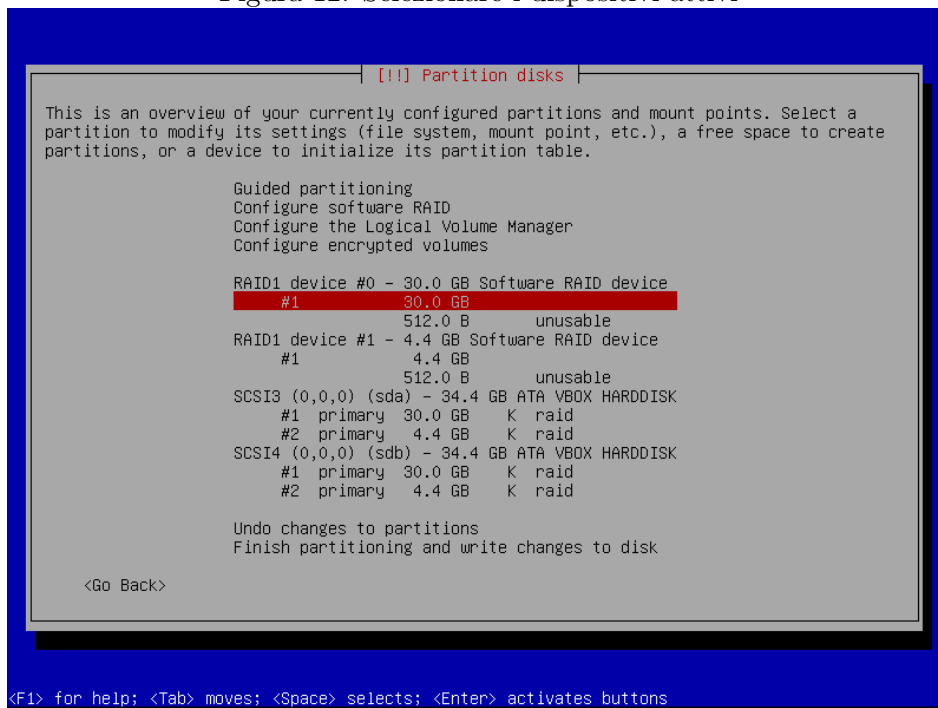 Figura 12: Selezionare i dispositivi attivi
[!!] Partition disks
This is an overview of your currently configured partitions and mount points. Select a
partition to modify its settings (file system, mount point, etc.), a free space to create
partitions, or a device to initialize its partition table.
Guided partitioning
Configure software RAID
Configure the Logical Volume Manager
Configure encrypted volumes
RAID1 device #0 - 30.0 GB Software RAID device
#1 30.0 GB
512.0 B unusable
RAID1 device #1 - 4.4 GB Software RAID device
#1 4.4 GB
512.0 B unusable
SCSI3 (0,0,0) (sda) - 34.4 GB ATA VBOX HARDDISK
#1 primary 30.0 GB K raid
#2 primary 4.4 GB K raid
SCSI4 (0,0,0) (sdb) - 34.4 GB ATA VBOX HARDDISK
#1 primary 30.0 GB K raid
#2 primary 4.4 GB K raid
Undo changes to partitions
Finish partitioning and write changes to disk
<Go Back>
<F1> for help; <Tab> moves; <Space> selects; <Enter> activates buttons